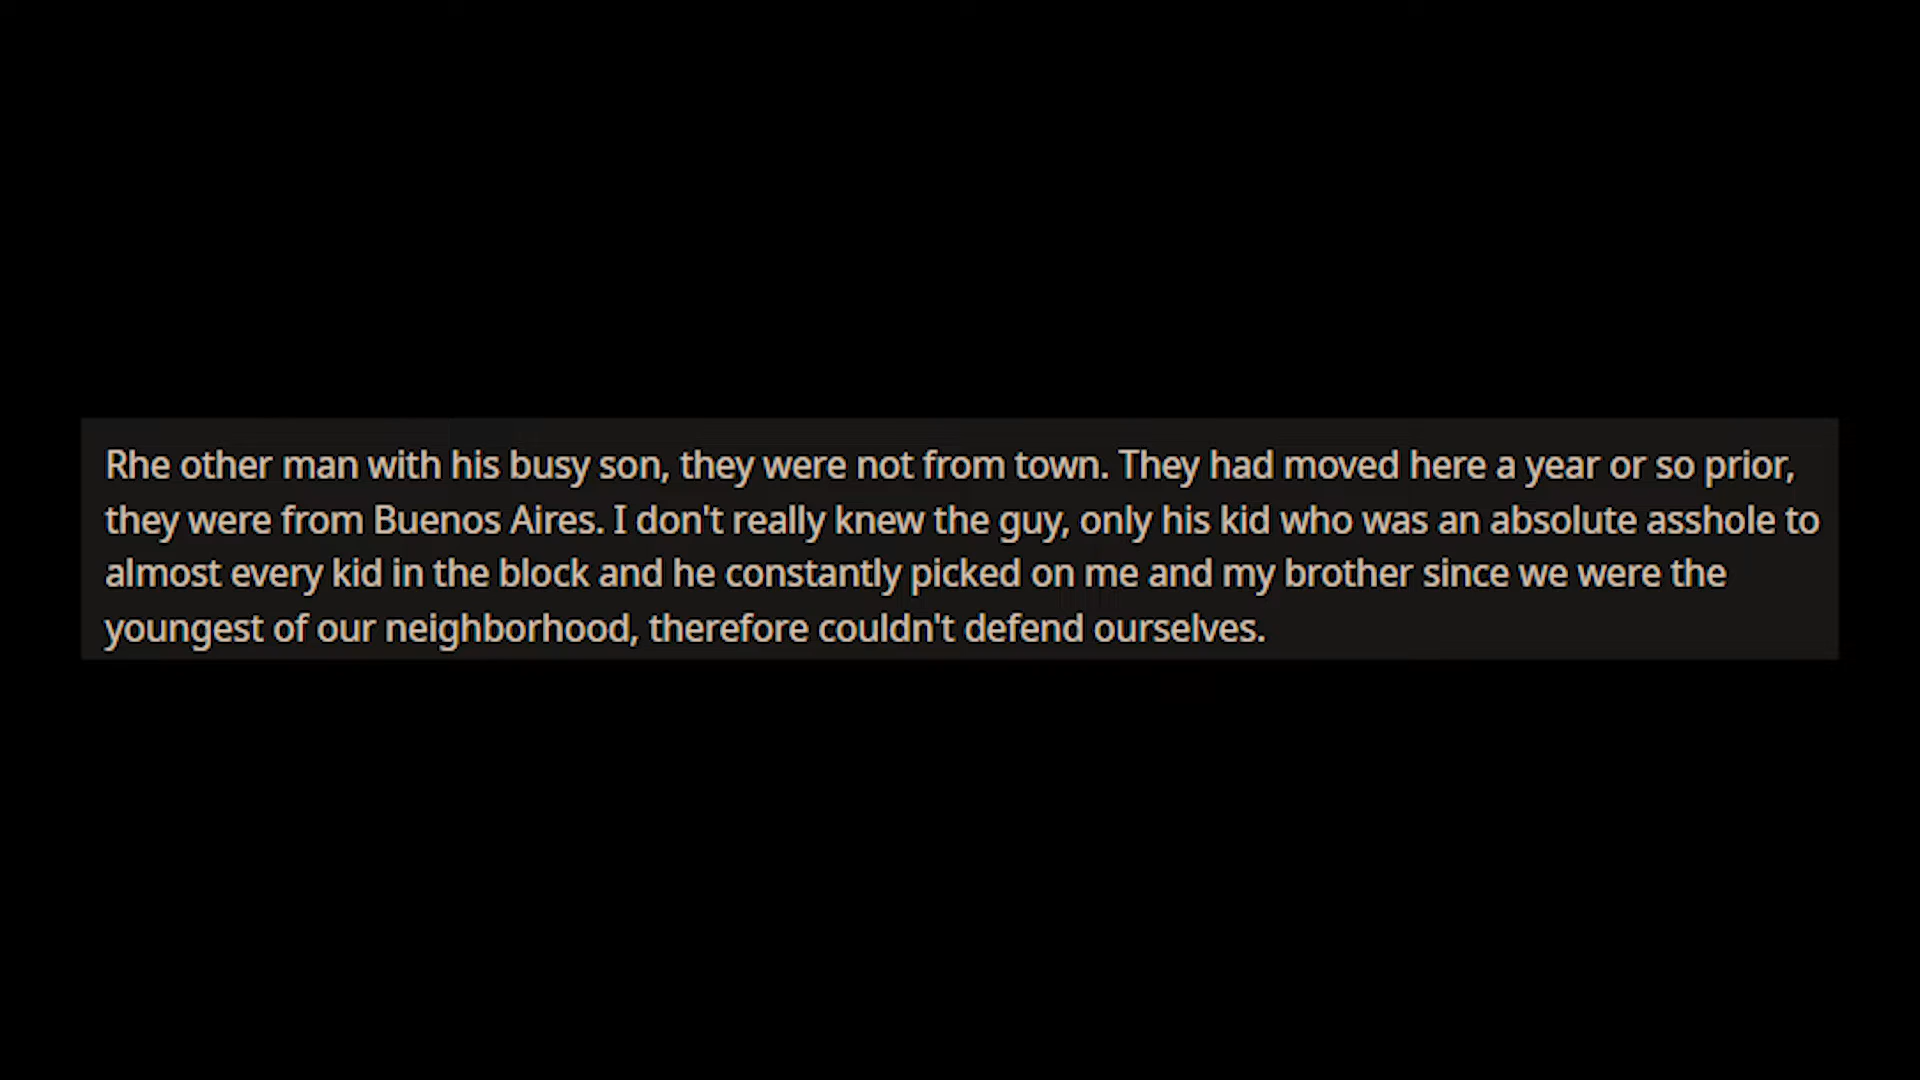 Rhe other man with his busy son, they were not from town. They had moved here a year or so prior,
they were from Buenos Aires. I don't really knew the guy, only his kid who was an absolute asshole to
almost every kid in the block and he constantly picked on me and my brother since we were the
youngest of our neighborhood, therefore couldn't defend ourselves.